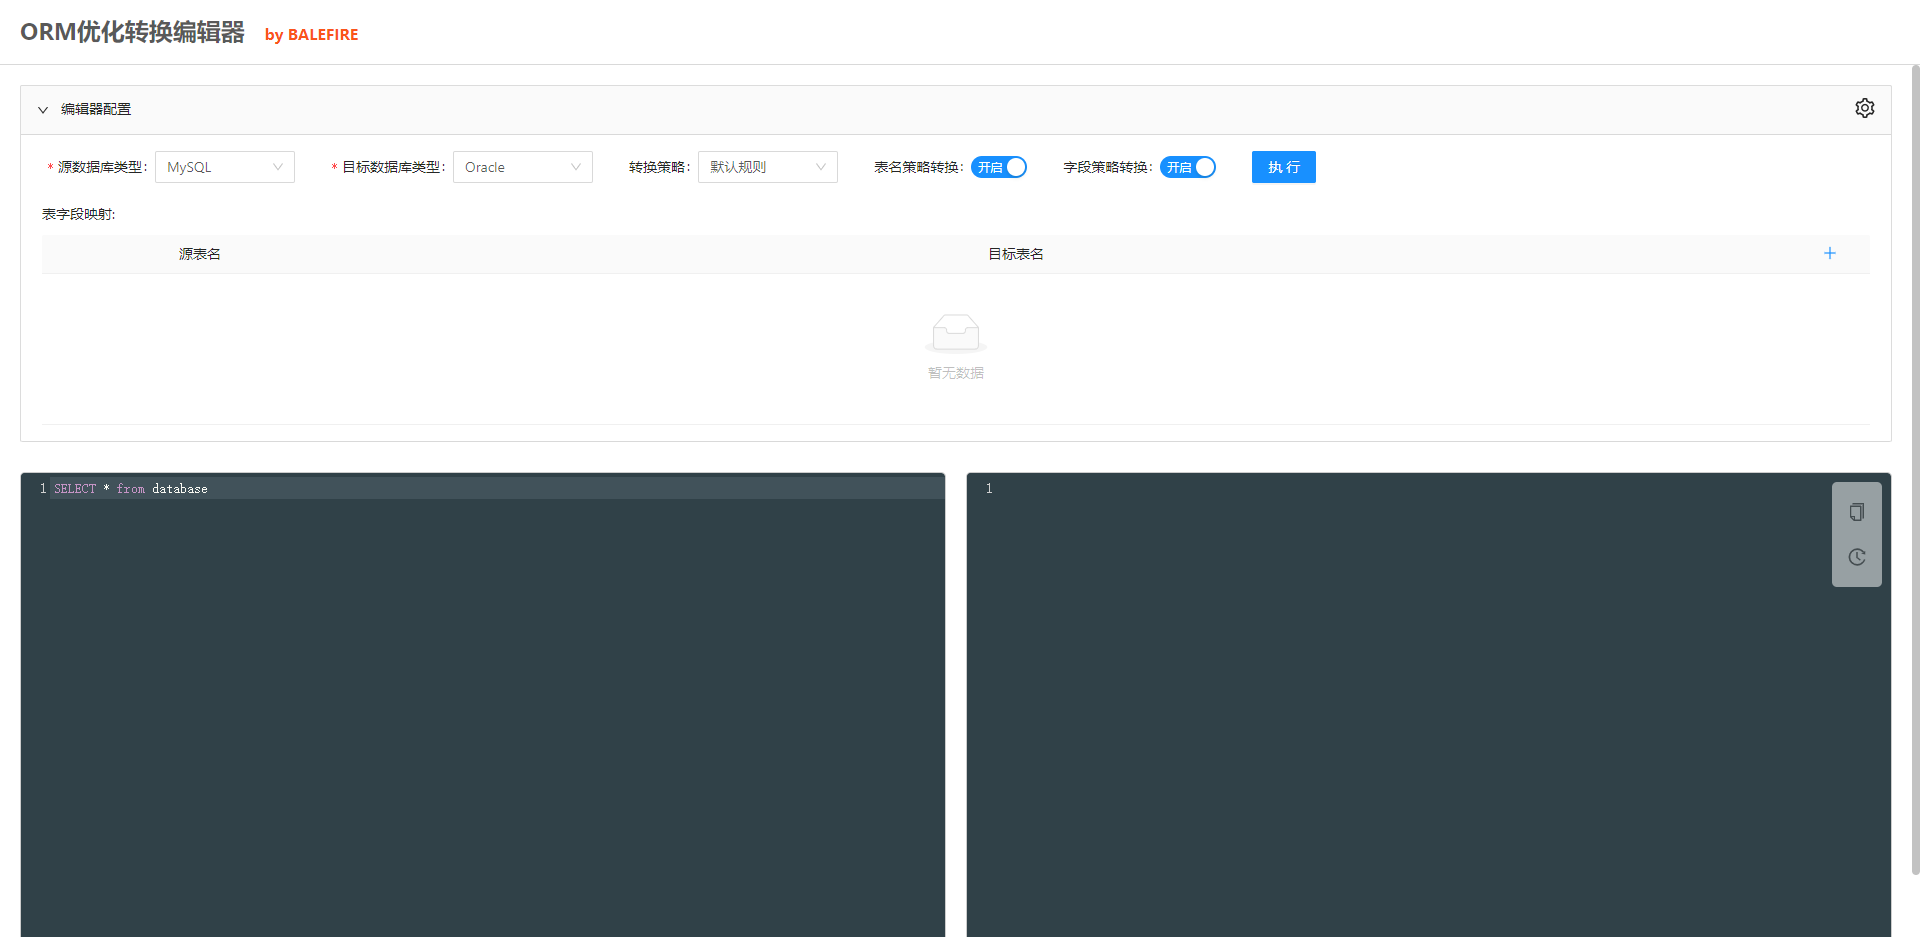 ORM优化转换编辑器 by BALEFIRE
编辑器配置
* 源数据库类型: MySQL * 目标数据库类型: Oracle 转换策略: 默认规则 表名策略转换: 开启 字段策略转换: 开启 执 行
表字段映射:
源表名 目标表名
暂无数据
1 SELECT * from database
1